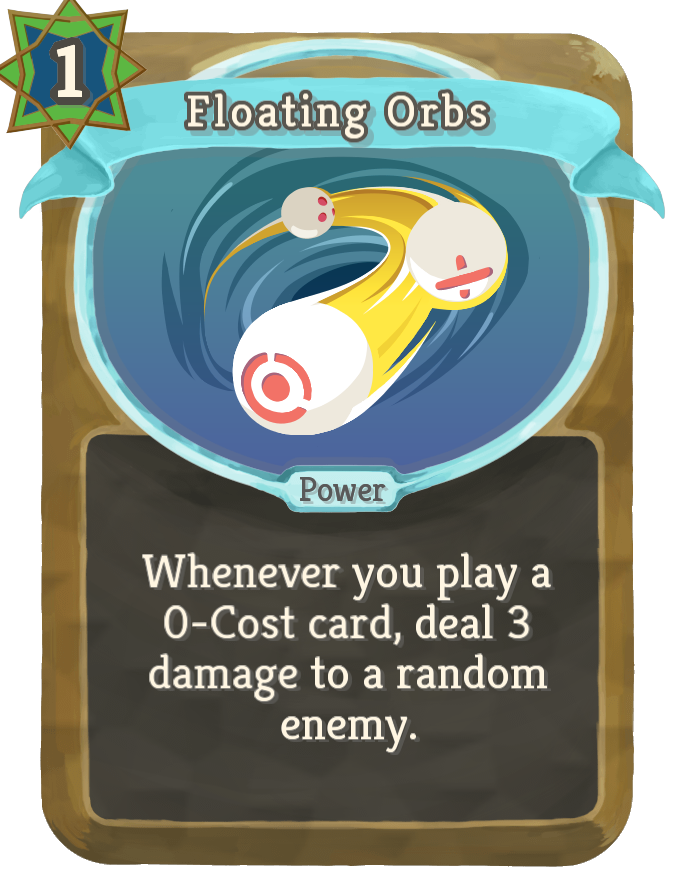 1
Floating Orbs
Power
Whenever you play a
0-Cost card, deal 3
damage to a random
enemy.